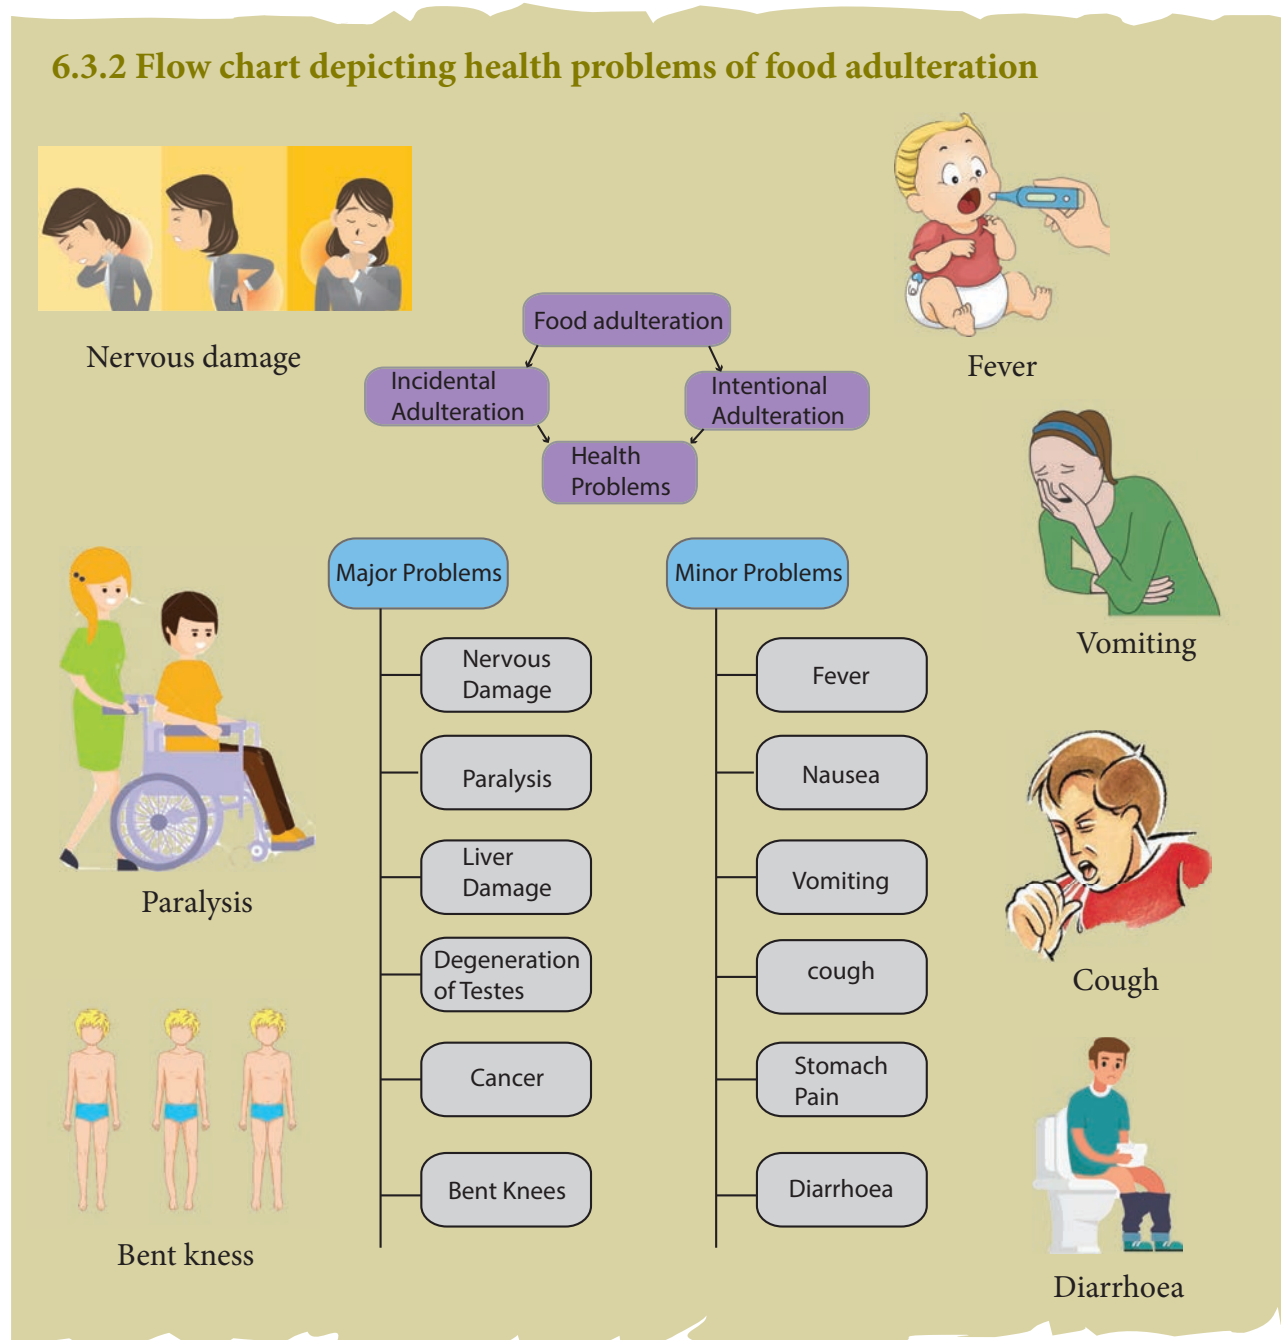 6.3.2 Flow chart depicting health problems of food adulteration
Nervous damage
Fever
Food adulteration
Incidental
Adulteration
Intentional
Adulteration
Health
Problems
Vomiting
Major Problems
Minor Problems
Nervous
Damage
Paralysis
Liver
Damage
Degeneration
of Testes
Cancer
Bent Knees
Fever
Nausea
Vomiting
cough
Stomach
Pain
Diarrhoea
Paralysis
Bent kness
Cough
Diarrhoea